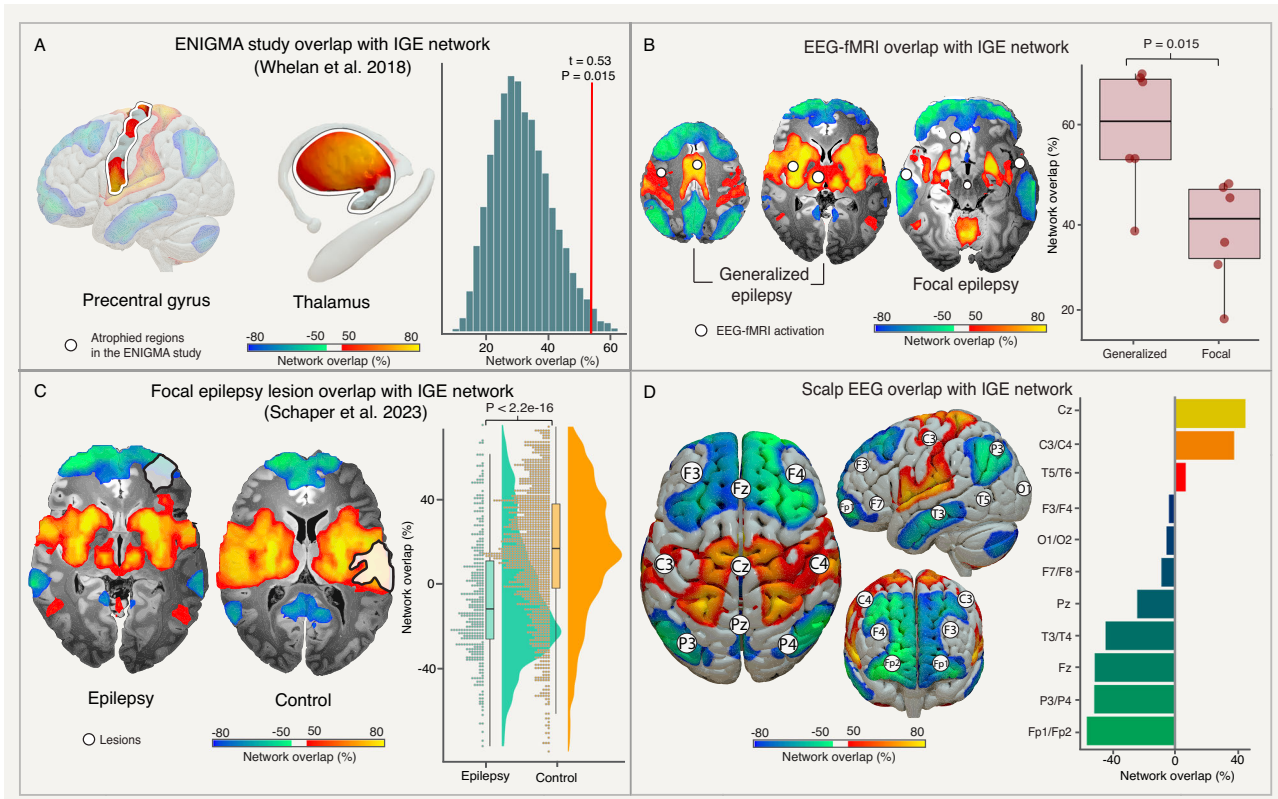 A
ENIGMA study overlap with IGE network
(Whelan et al. 2018)
t = 0.53
P = 0.015
Precentral gyrus
Thalamus
Atrophied regions
in the ENIGMA study
-80
-50
50
80
Network overlap (%)
20
40
60
Network overlap (%)
B
EEG-fMRI overlap with IGE network
P = 0.015
Generalized
epilepsy
Focal epilepsy
EEG-fMRI activation
-80
-50
50
80
Network overlap (%)
Network overlap (%)
60
40
20
Generalized
Focal
C
Focal epilepsy lesion overlap with IGE network
(Schaper et al. 2023)
P < 2.2e-16
Epilepsy
Control
Lesions
-80
-50
50
80
Network overlap (%)
Network overlap (%)
40
0
-40
Epilepsy
Control
D
Scalp EEG overlap with IGE network
F3
Fz
F4
C3
Cz
C4
Pz
P3
P4
C3
P3
F3
Fp1
F7
T3
T5
O1
C4
C3
F4
F3
Fp2
Fp1
-80
-50
50
80
Network overlap (%)
Cz
C3/C4
T5/T6
F3/F4
O1/O2
F7/F8
Pz
T3/T4
Fz
P3/P4
Fp1/Fp2
-40
0
40
Network overlap (%)